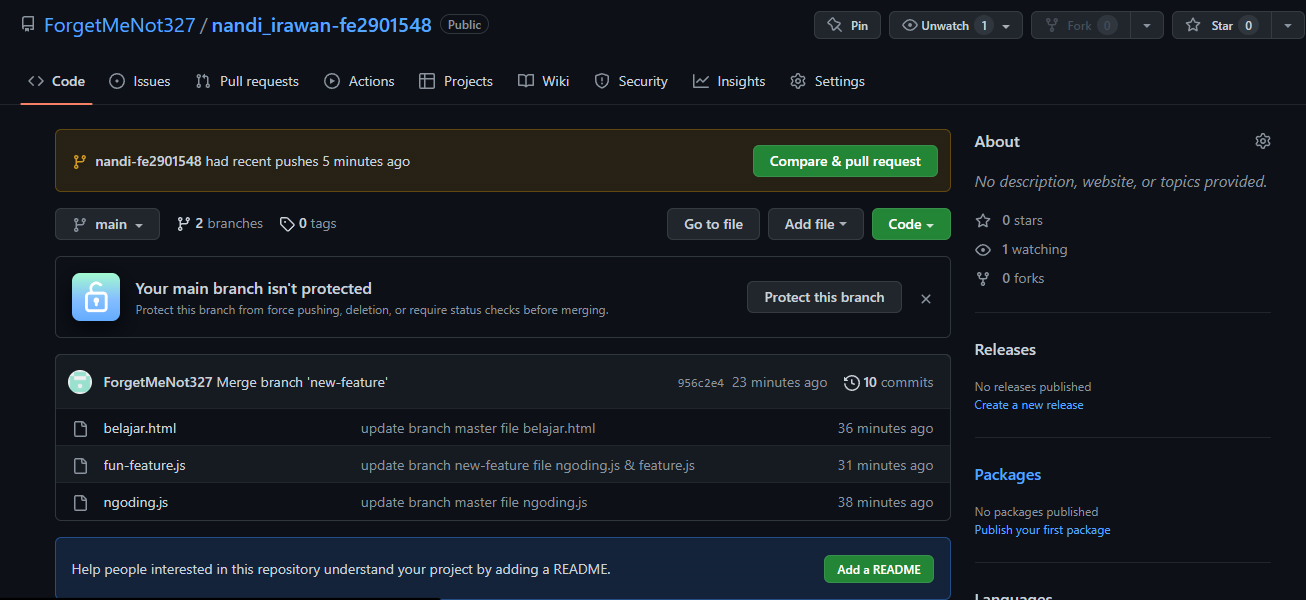 ForgetMeNot327 / nandi_irawan-fe2901548 Public Pin Unwatch 1 Fork 0 Star 0
Code Issues Pull requests Actions Projects Wiki Security Insights Settings
nandi-fe2901548 had recent pushes 5 minutes ago Compare & pull request
main 2 branches 0 tags Go to file Add file Code
Your main branch isn't protected
Protect this branch from force pushing, deletion, or require status checks before merging.
Protect this branch
ForgetMeNot327 Merge branch 'new-feature' 956c2e4 23 minutes ago 10 commits
belajar.html update branch master file belajar.html 36 minutes ago
fun-feature.js update branch new-feature file ngoding.js & feature.js 31 minutes ago
ngoding.js update branch master file ngoding.js 38 minutes ago
Help people interested in this repository understand your project by adding a README. Add a README
About
No description, website, or topics provided.
0 stars
1 watching
0 forks
Releases
No releases published
Create a new release
Packages
No packages published
Publish your first package
Languages